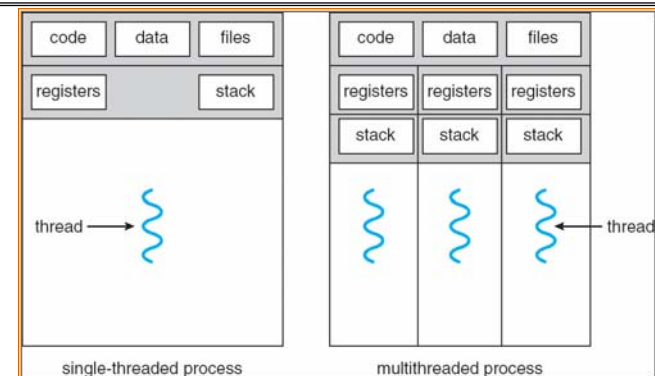 code data files
registers stack
thread
single-threaded process
code data files
registers registers registers
stack stack stack
thread
multithreaded process